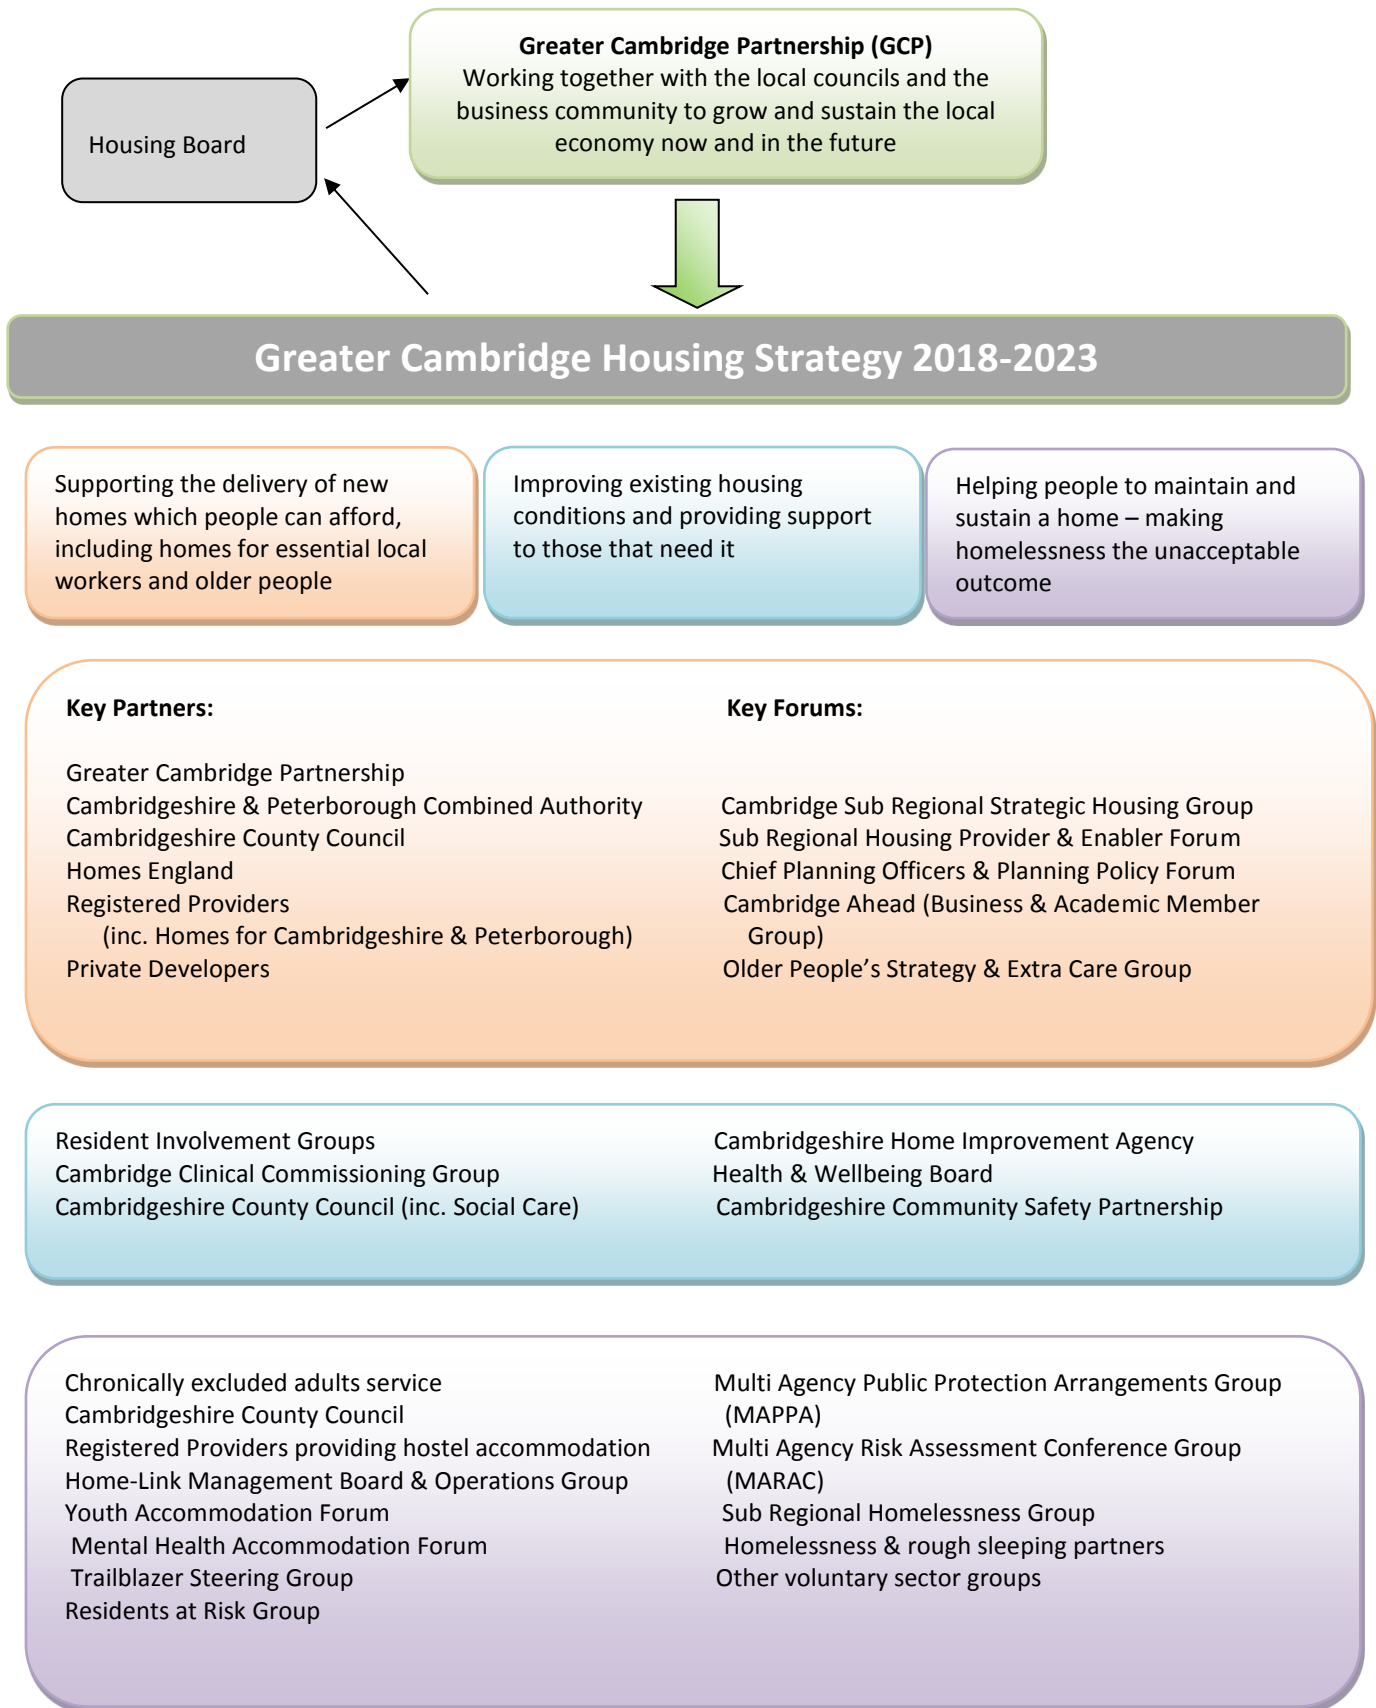 Greater Cambridge Partnership (GCP)
Working together with the local councils and the
business community to grow and sustain the local
economy now and in the future
Housing Board
Greater Cambridge Housing Strategy 2018-2023
Supporting the delivery of new
homes which people can afford,
including homes for essential local
workers and older people
Improving existing housing
conditions and providing support
to those that need it
Helping people to maintain and
sustain a home – making
homelessness the unacceptable
outcome
Key Partners:
Greater Cambridge Partnership
Cambridgeshire & Peterborough Combined Authority
Cambridgeshire County Council
Homes England
Registered Providers
(inc. Homes for Cambridgeshire & Peterborough)
Private Developers
Key Forums:
Cambridge Sub Regional Strategic Housing Group
Sub Regional Housing Provider & Enabler Forum
Chief Planning Officers & Planning Policy Forum
Cambridge Ahead (Business & Academic Member
Group)
Older People’s Strategy & Extra Care Group
Resident Involvement Groups
Cambridge Clinical Commissioning Group
Cambridgeshire County Council (inc. Social Care)
Cambridgeshire Home Improvement Agency
Health & Wellbeing Board
Cambridgeshire Community Safety Partnership
Chronically excluded adults service
Cambridgeshire County Council
Registered Providers providing hostel accommodation
Home-Link Management Board & Operations Group
Youth Accommodation Forum
Mental Health Accommodation Forum
Trailblazer Steering Group
Residents at Risk Group
Multi Agency Public Protection Arrangements Group
(MAPPA)
Multi Agency Risk Assessment Conference Group
(MARAC)
Sub Regional Homelessness Group
Homelessness & rough sleeping partners
Other voluntary sector groups